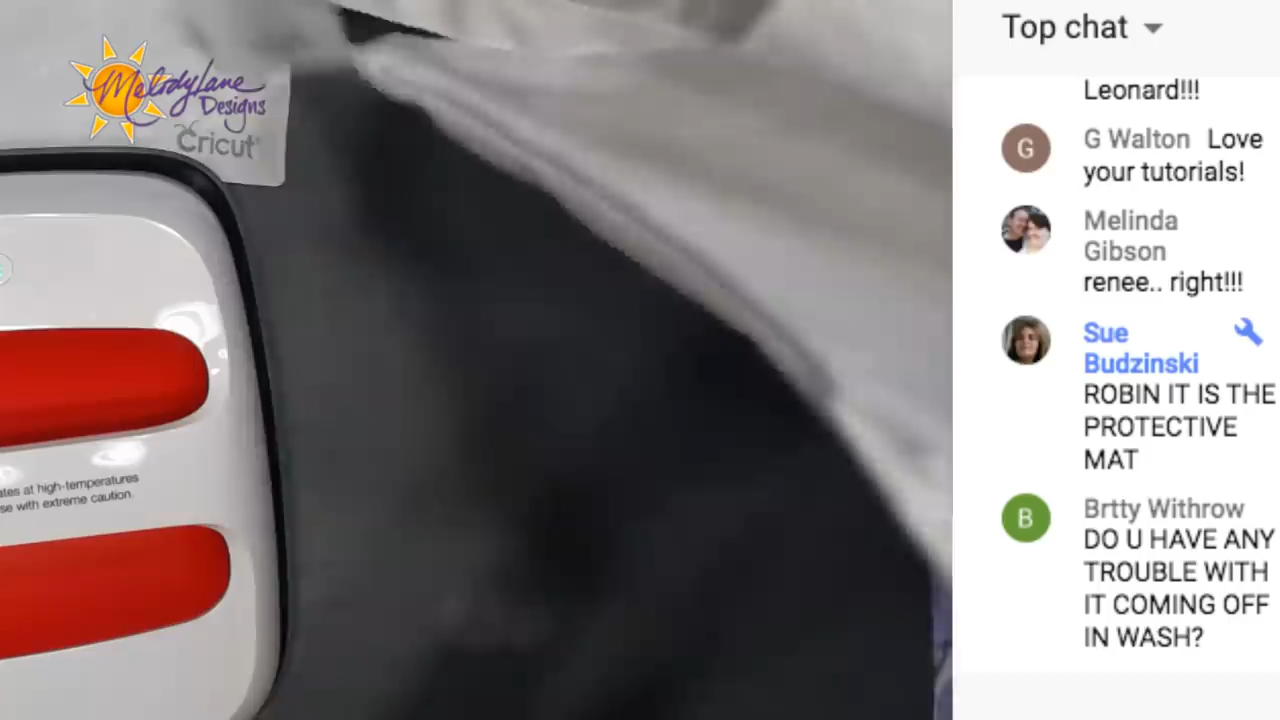 MelodyLane
Designs
Cricut
ates at high-temperatures
se with extreme caution.
Top chat
Leonard!!!
G
G Walton Love
your tutorials!
Melinda
Gibson
renee.. right!!!
Sue
Budzinski
ROBIN IT IS THE
PROTECTIVE
MAT
B
Brtty Withrow
DO U HAVE ANY
TROUBLE WITH
IT COMING OFF
IN WASH?